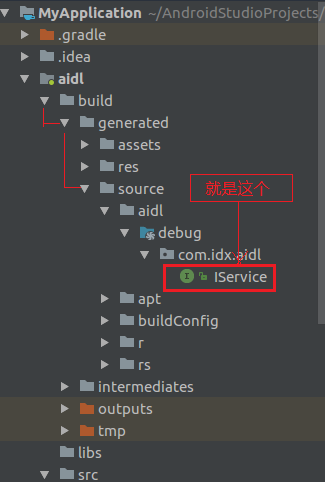 MyApplication ~/AndroidStudioProjects/
.gradle
.idea
aidl
build
generated
assets
res
source
就是这个
aidl
debug
com.idx.aidl
IService
apt
buildConfig
r
rs
intermediates
outputs
tmp
libs
src